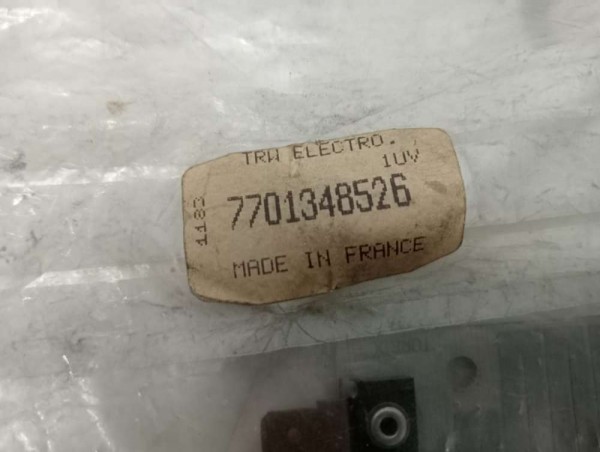 TRW ELECTRO.
1UV
7701348526
1183
MADE IN FRANCE